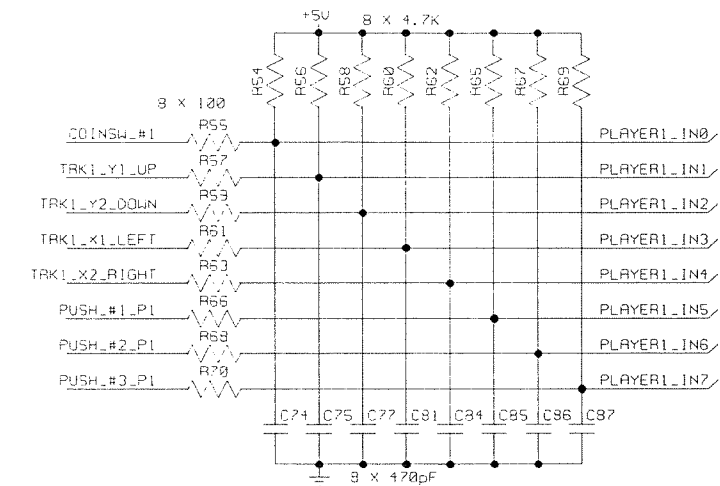 +5V
8 X 4.7K
R54 R56 R58 R60 R62 R65 R67 R69
8 X 100
COINSW_#1 R55 PLAYER1_IN0
TRK1_Y1_UP R57 PLAYER1_IN1
TRK1_Y2_DOWN R59 PLAYER1_IN2
TRK1_X1_LEFT R61 PLAYER1_IN3
TRK1_X2_RIGHT R63 PLAYER1_IN4
PUSH_#1_P1 R66 PLAYER1_IN5
PUSH_#2_P1 R68 PLAYER1_IN6
PUSH_#3_P1 R70 PLAYER1_IN7
C74 C75 C77 C81 C84 C85 C86 C87
8 X 470pF